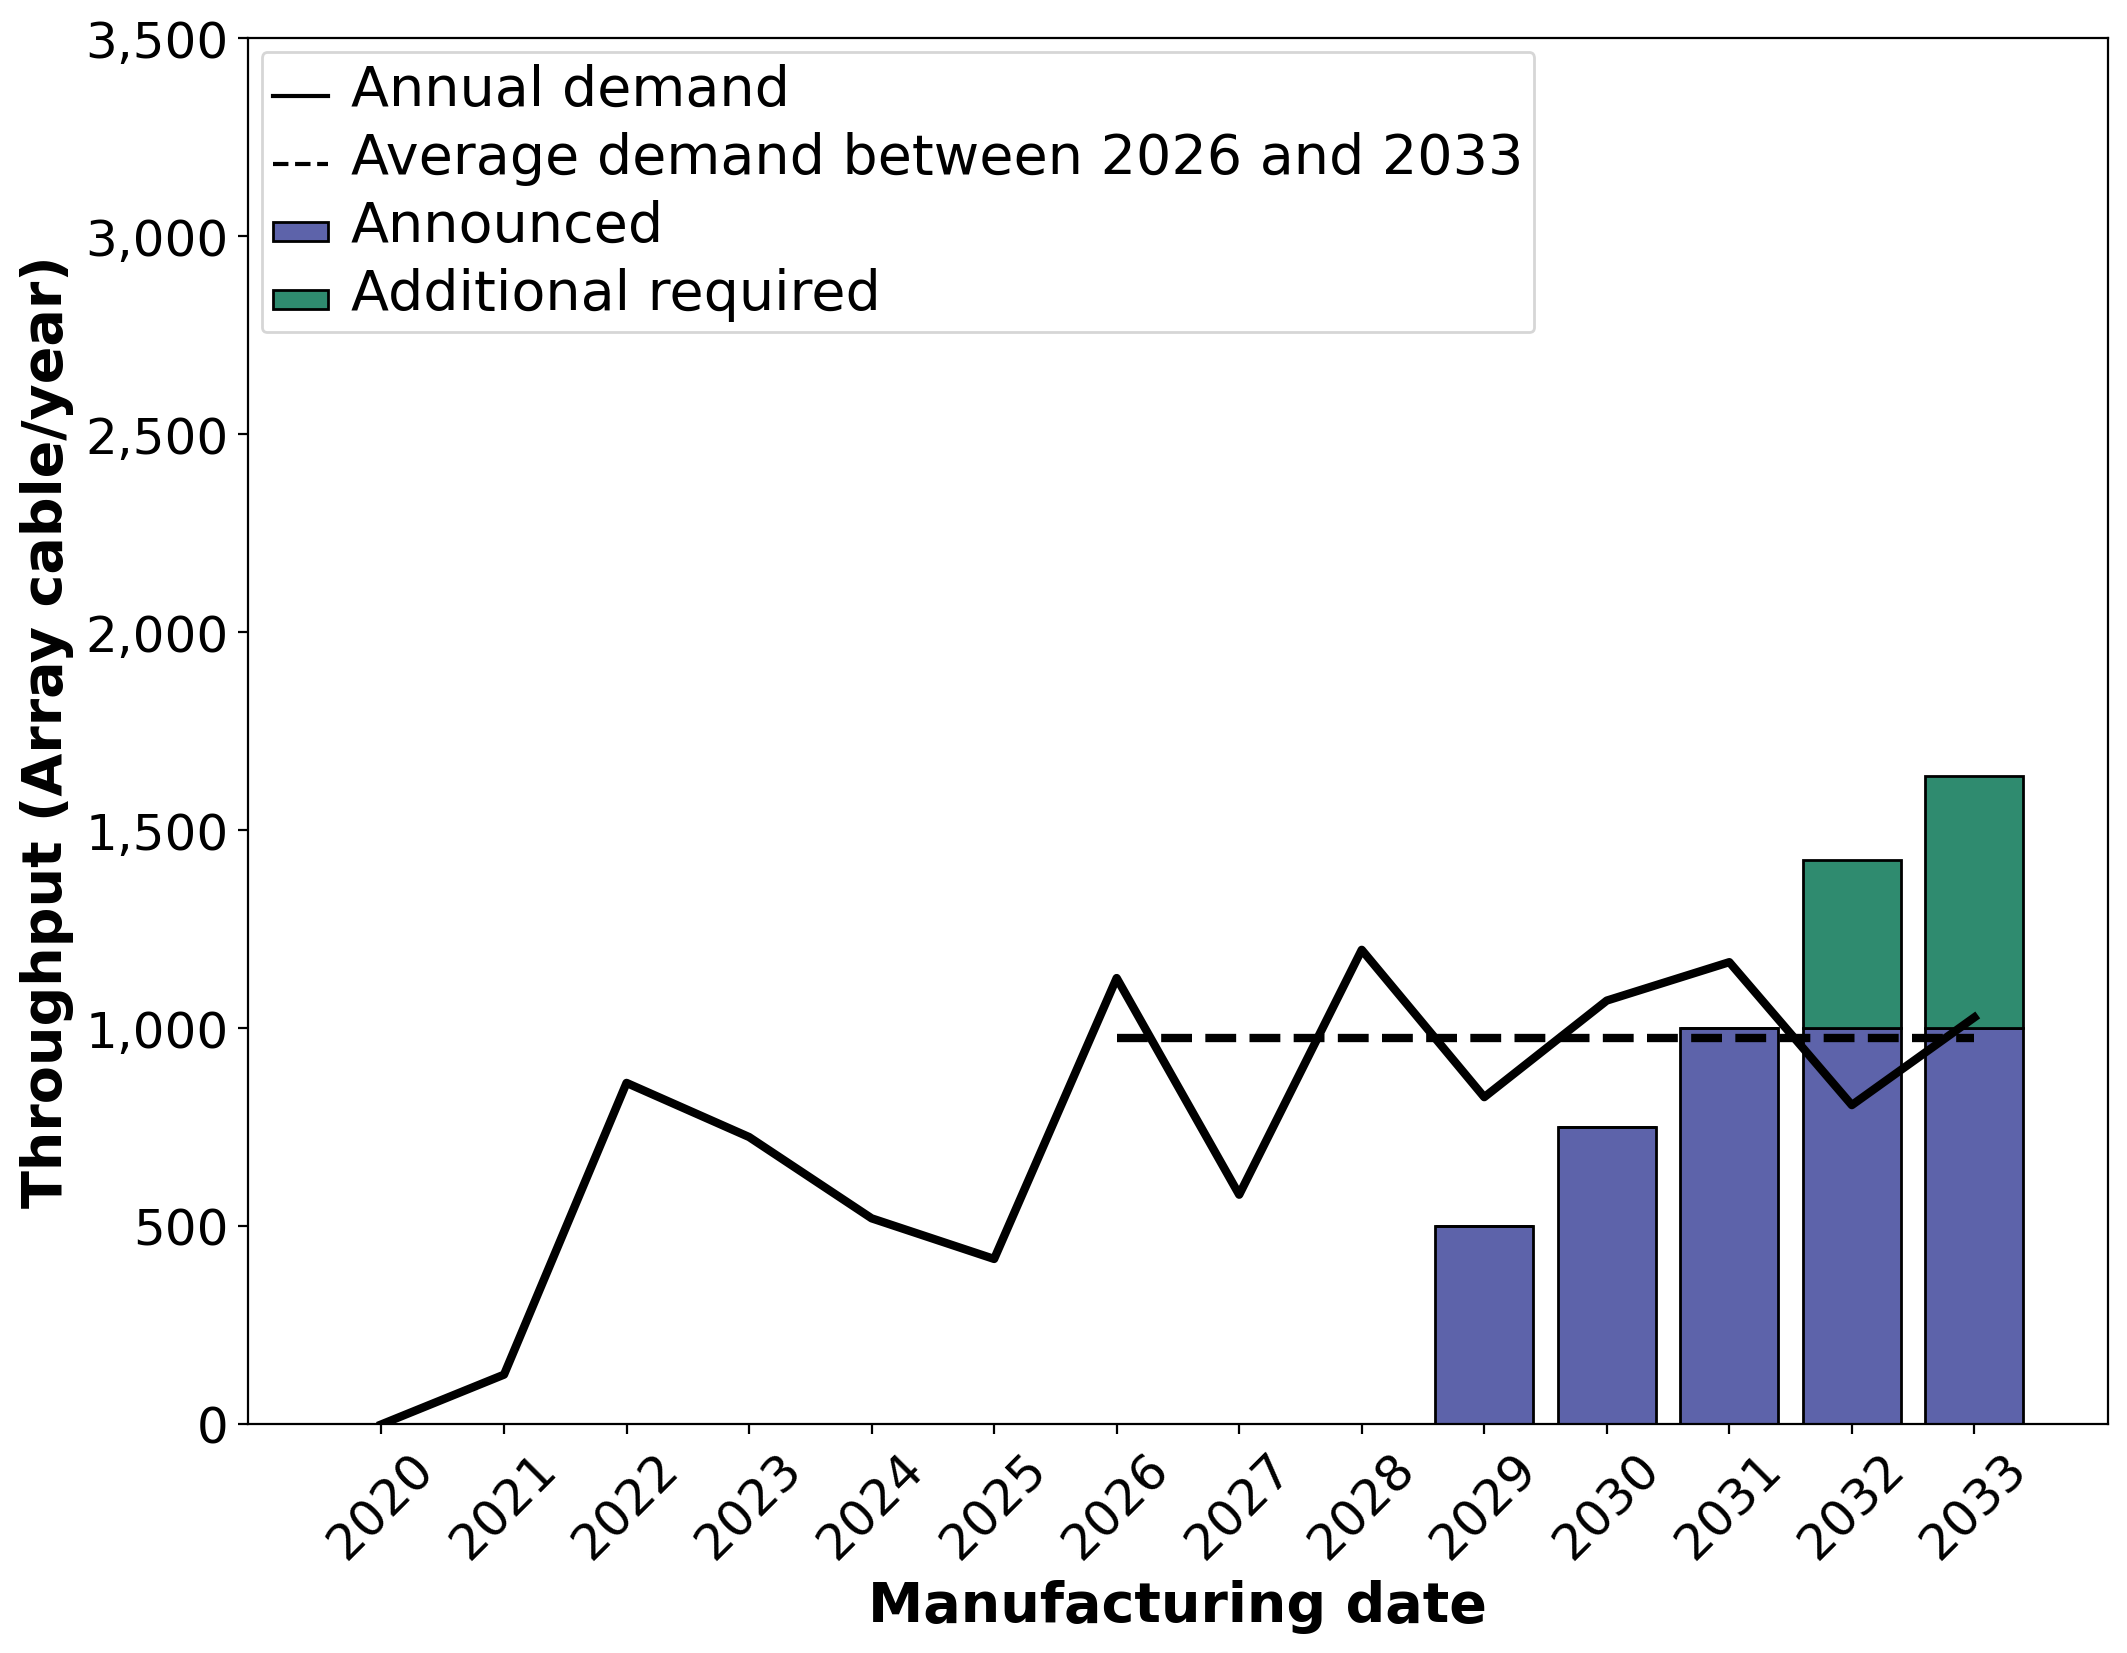 Annual demand
Average demand between 2026 and 2033
Announced
Additional required
Throughput (Array cable/year)
3,500
3,000
2,500
2,000
1,500
1,000
500
0
2020 2021 2022 2023 2024 2025 2026 2027 2028 2029 2030 2031 2032 2033
Manufacturing date